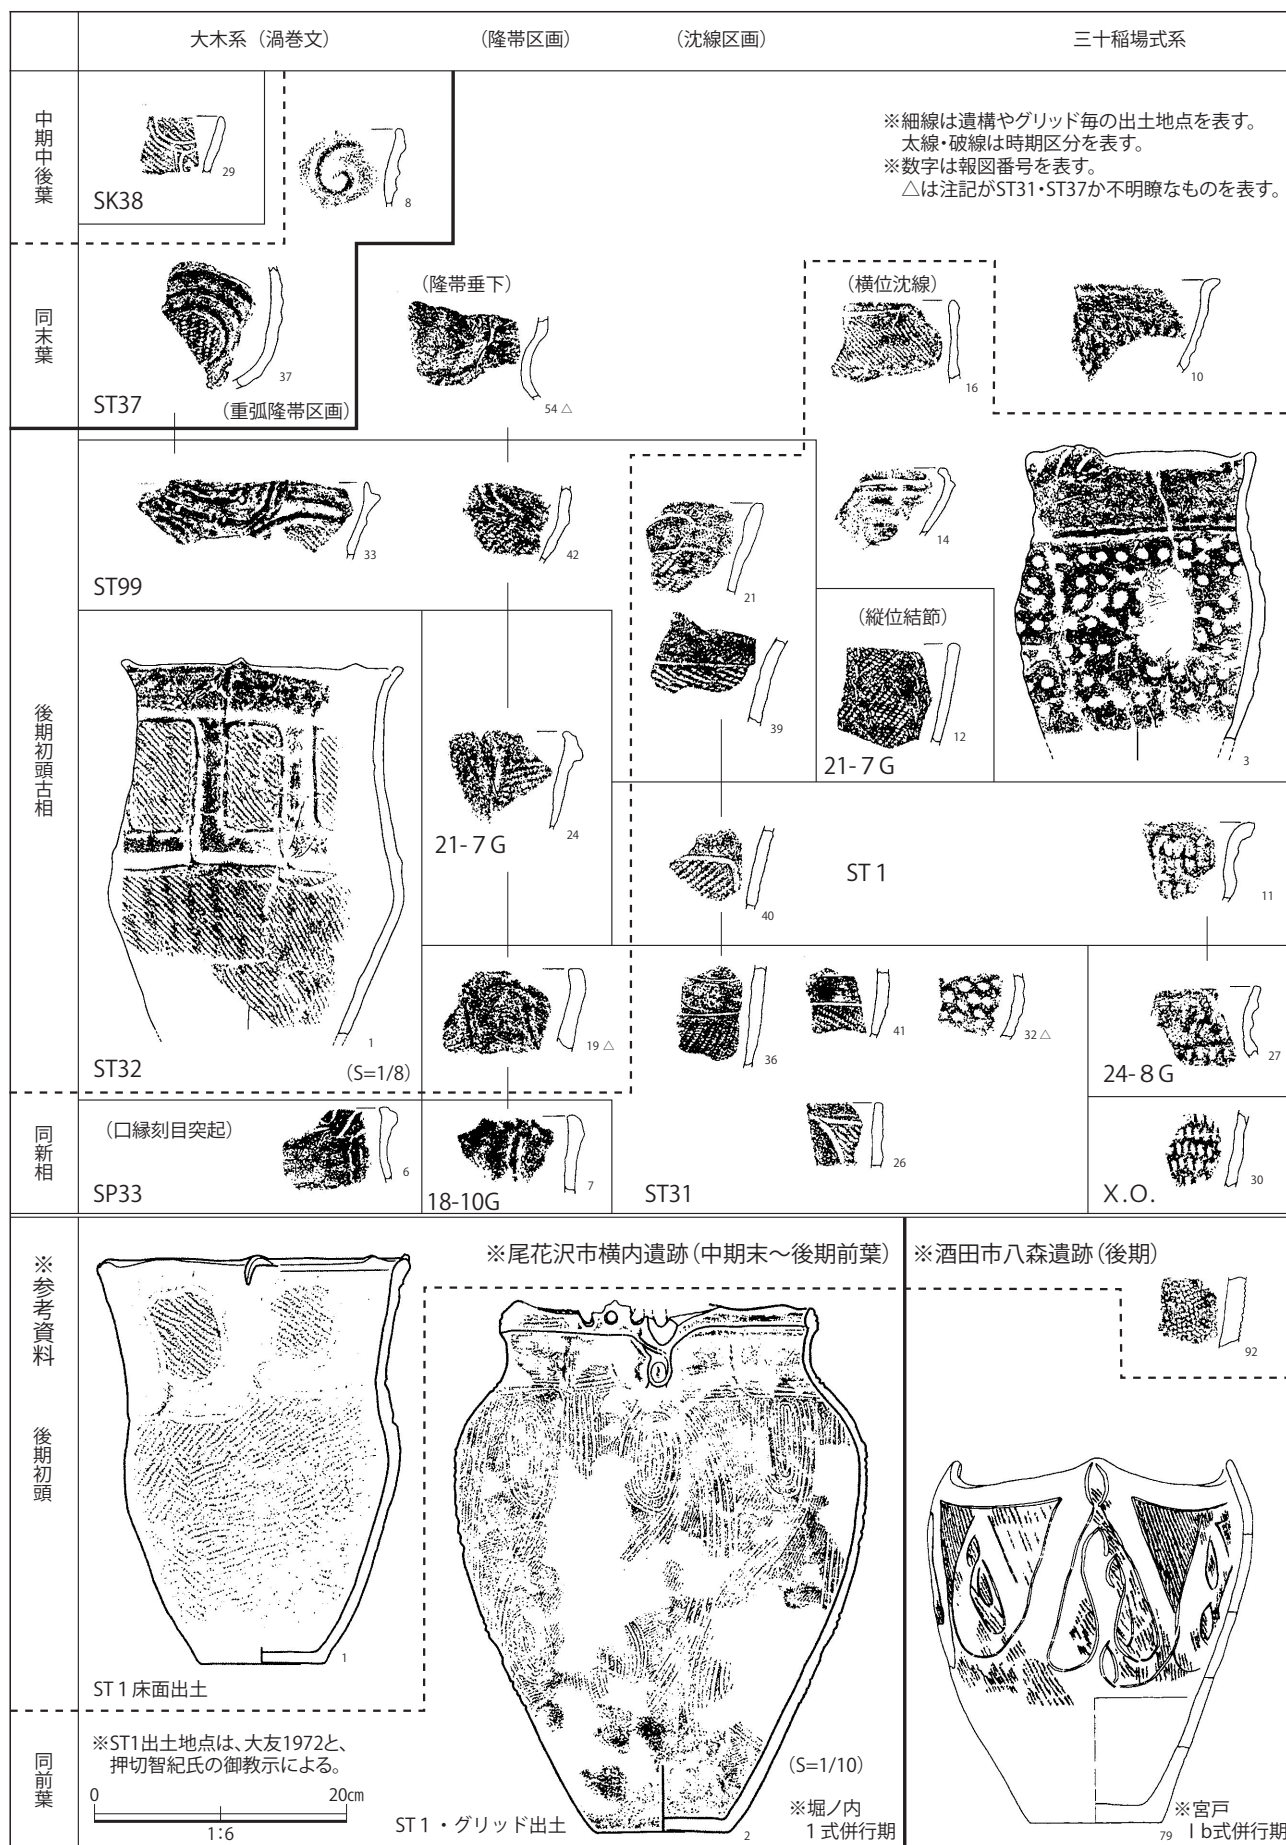 大木系（渦巻文）
（隆帯区画）
（沈線区画）
三十稲場式系
中期中後葉
29
SK38
8
※細線は遺構やグリッド毎の出土地点を表す。
太線・破線は時期区分を表す。
※数字は報図番号を表す。
△は注記がST31・ST37か不明瞭なものを表す。
同末葉
37
ST37
（重弧隆帯区画）
（隆帯垂下）
54 △
（横位沈線）
16
10
後期初頭古相
33
ST99
42
21
14
39
（縦位結節）
12
21-7G
3
1
ST32
(S=1/8)
24
21-7G
40
ST1
11
19 △
36
41
32 △
27
24-8G
同新相
（口縁刻目突起）
6
SP33
7
18-10G
26
ST31
30
X.O.
※参考資料
後期初頭
※尾花沢市横内遺跡（中期末～後期前葉）
※酒田市八森遺跡（後期）
92
1
ST1床面出土
同前葉
※ST1出土地点は、大友1972と、
押切智紀氏の御教示による。
0
20㎝
1:6
ST1・グリッド出土
(S=1/10)
※堀ノ内
1式併行期
2
79
※宮戸
Ⅰb式併行期